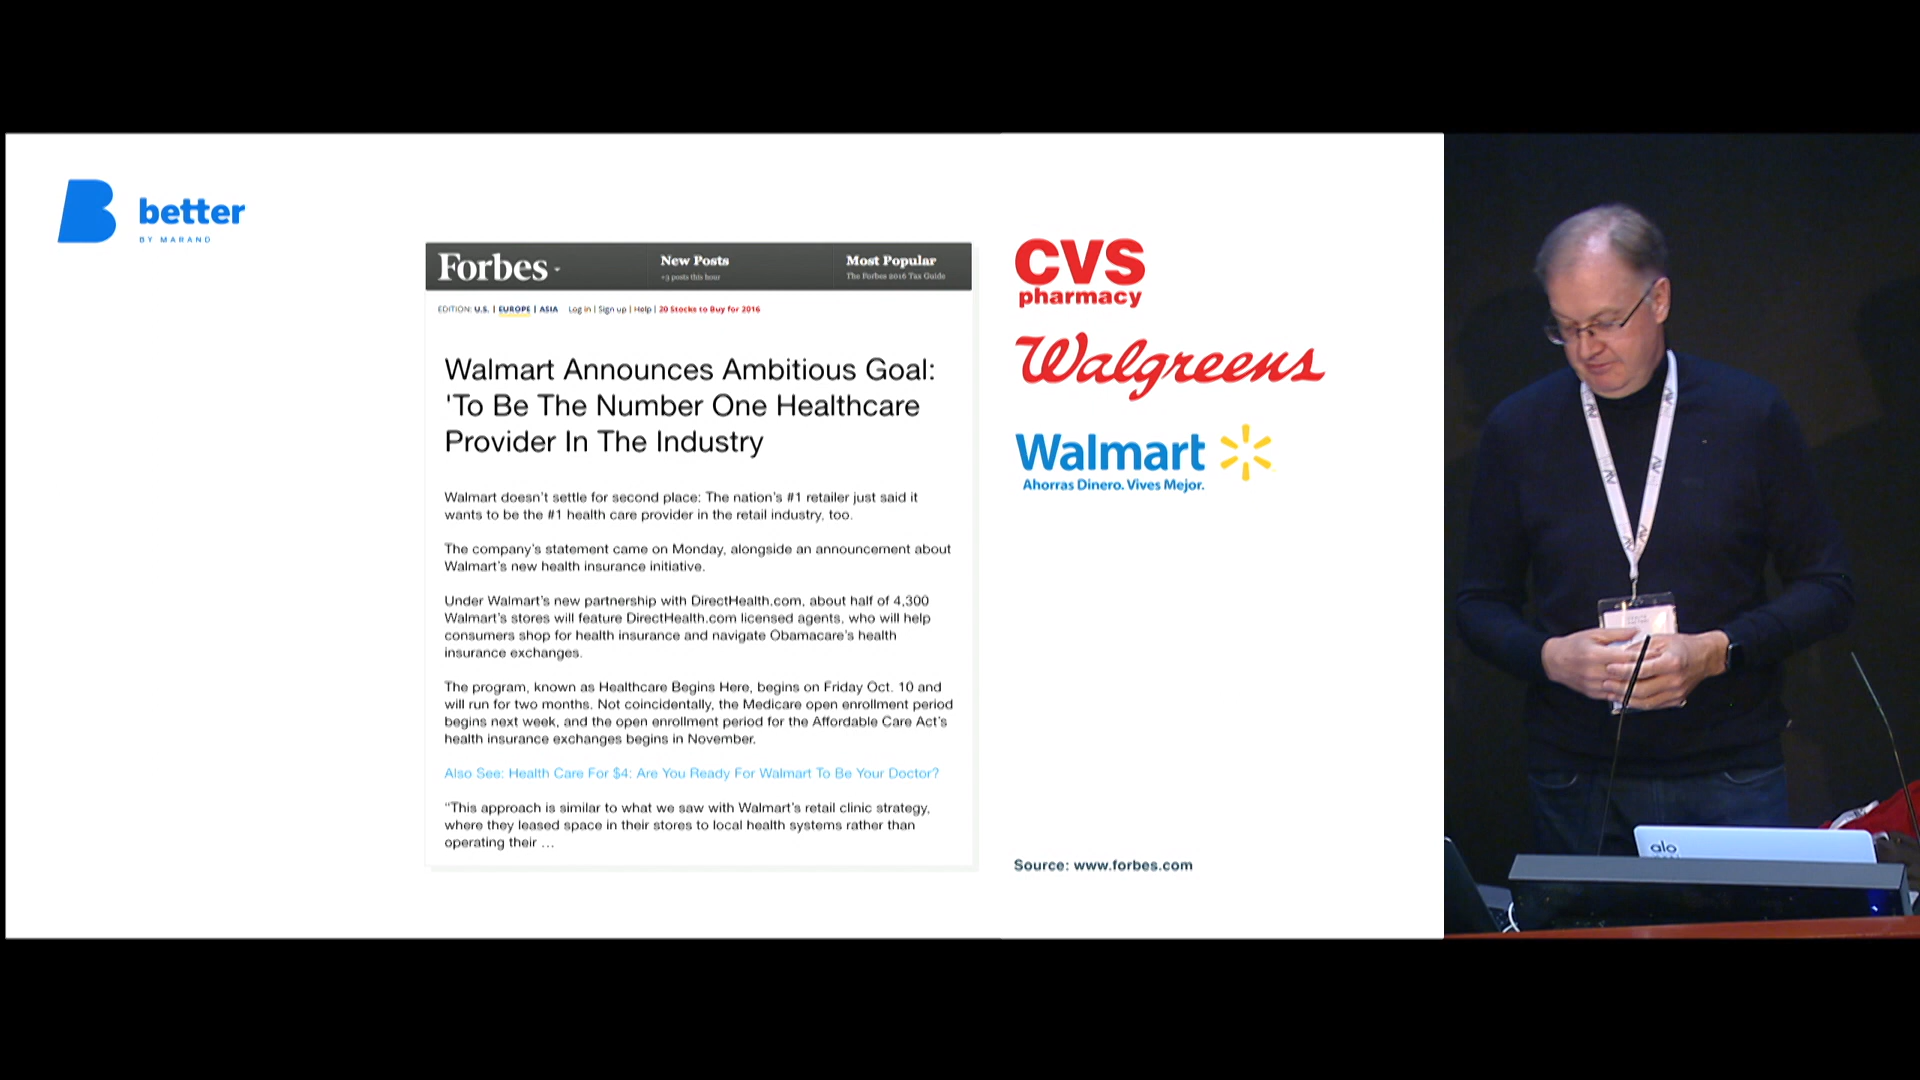 better
BY MARAND
Forbes
New Posts
+3 posts this hour
Most Popular
The Forbes 2016 Tax Guide
EDITION: U.S. | EUROPE | ASIA Log in | Sign up | Help | 20 Stocks to Buy for 2016
Walmart Announces Ambitious Goal:
'To Be The Number One Healthcare
Provider In The Industry
Walmart doesn't settle for second place: The nation's #1 retailer just said it
wants to be the #1 health care provider in the retail industry, too.
The company's statement came on Monday, alongside an announcement about
Walmart's new health insurance initiative.
Under Walmart's new partnership with DirectHealth.com, about half of 4,300
Walmart's stores will feature DirectHealth.com licensed agents, who will help
consumers shop for health insurance and navigate Obamacare's health
insurance exchanges.
The program, known as Healthcare Begins Here, begins on Friday Oct. 10 and
will run for two months. Not coincidentally, the Medicare open enrollment period
begins next week, and the open enrollment period for the Affordable Care Act's
health insurance exchanges begins in November.
Also See: Health Care For $4: Are You Ready For Walmart To Be Your Doctor?
"This approach is similar to what we saw with Walmart's retail clinic strategy,
where they leased space in their stores to local health systems rather than
operating their ...
CVS
pharmacy
Walgreens
Walmart
Ahorras Dinero. Vives Mejor.
Source: www.forbes.com
alo